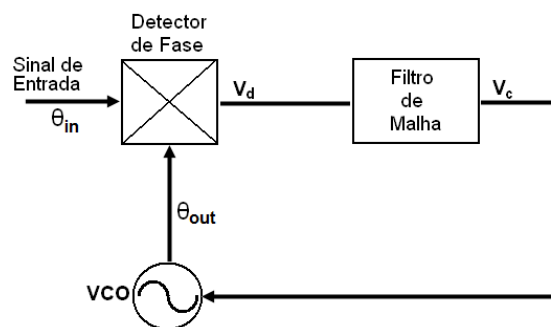 Detector
de Fase
Sinal de
Entrada
θin
Vd
Filtro
de
Malha
Vc
θout
VCO